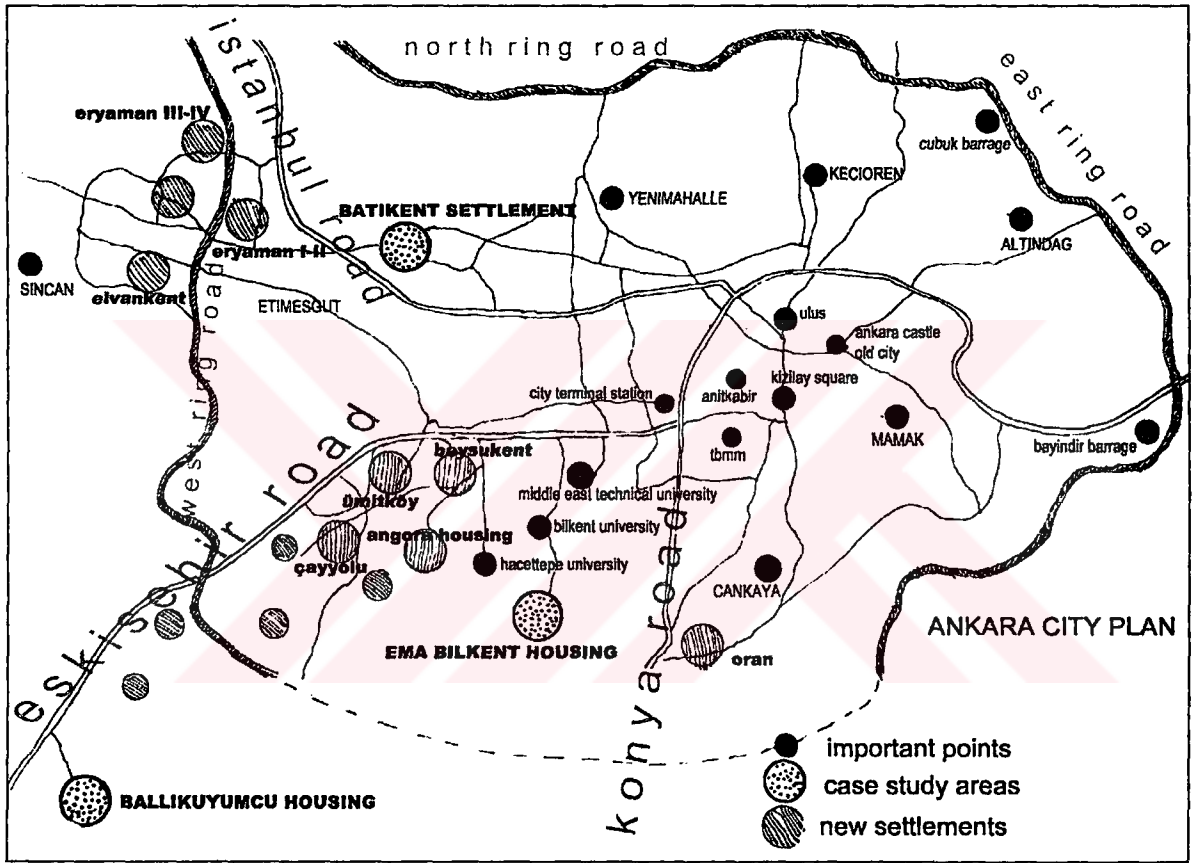 north ring road
istanbul road
east ring road
eryaman III-IV
cubuk barrage
KECIOREN
YENIMAHALLE
BATIKENT SETTLEMENT
ALTINDAG
eryaman I-II
SINCAN
elvankent
ETIMESGUT
west ring road
ulus
ankara castle
old city
kizilay square
city terminal station
anitkabir
MAMAK
bayindir barrage
tbmm
eskisehir road
beysukent
ümitköy
middle east technical university
bilkent university
angora housing
çayyolu
hacettepe university
CANKAYA
konya road
EMA BILKENT HOUSING
oran
ANKARA CITY PLAN
BALLIKUYUMCU HOUSING
important points
case study areas
new settlements